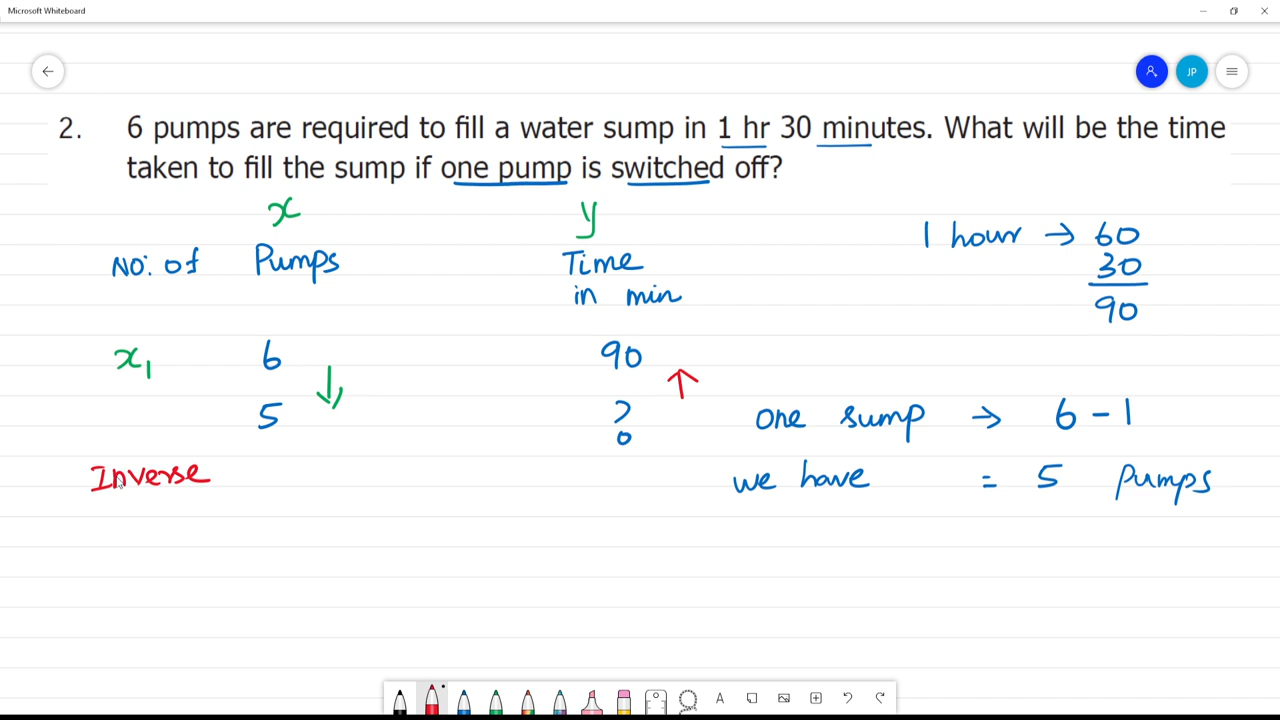 Microsoft Whiteboard
JP
2. 6 pumps are required to fill a water sump in 1 hr 30 minutes. What will be the time
taken to fill the sump if one pump is switched off?
x y
No: of Pumps Time
in min
1 hour → 60
30
90
x1 6 90
5 ?
one sump → 6 - 1
we have = 5 Pumps
Inverse
A